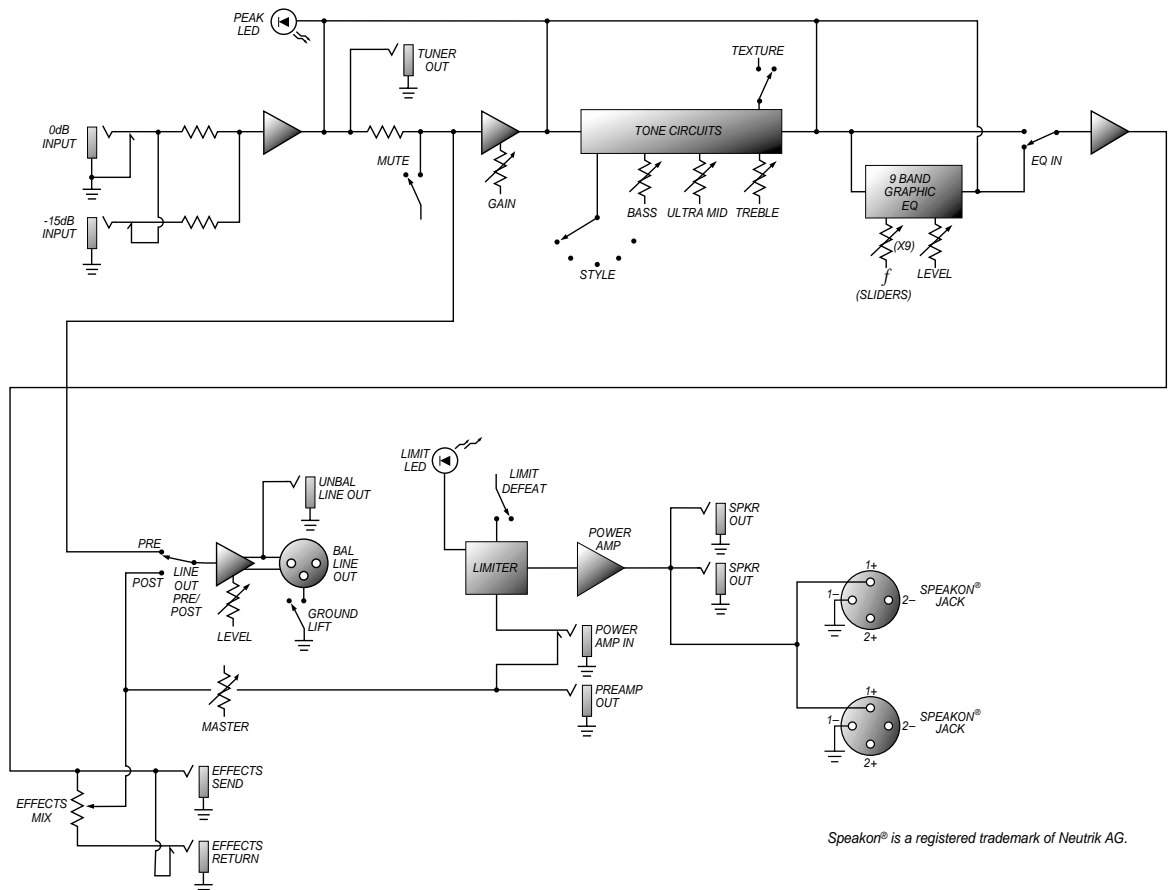 PEAK
LED
TUNER
OUT
TEXTURE
0dB
INPUT
TONE CIRCUITS
MUTE
EQ IN
GAIN
BASS
ULTRA MID
TREBLE
9 BAND
GRAPHIC
EQ
-15dB
INPUT
STYLE
(X9)
f
(SLIDERS)
LEVEL
LIMIT
LED
LIMIT
DEFEAT
UNBAL
LINE OUT
PRE
POST
LINE
OUT
PRE/
POST
BAL
LINE
OUT
LEVEL
GROUND
LIFT
LIMITER
POWER
AMP
SPKR
OUT
SPKR
OUT
1+
1–
2–
2+
SPEAKON®
JACK
POWER
AMP IN
PREAMP
OUT
MASTER
1+
1–
2–
2+
SPEAKON®
JACK
EFFECTS
SEND
EFFECTS
MIX
EFFECTS
RETURN
Speakon® is a registered trademark of Neutrik AG.